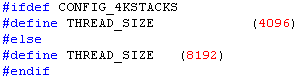 #ifdef CONFIG_4KSTACKS
#define THREAD_SIZE (4096)
#else
#define THREAD_SIZE (8192)
#endif